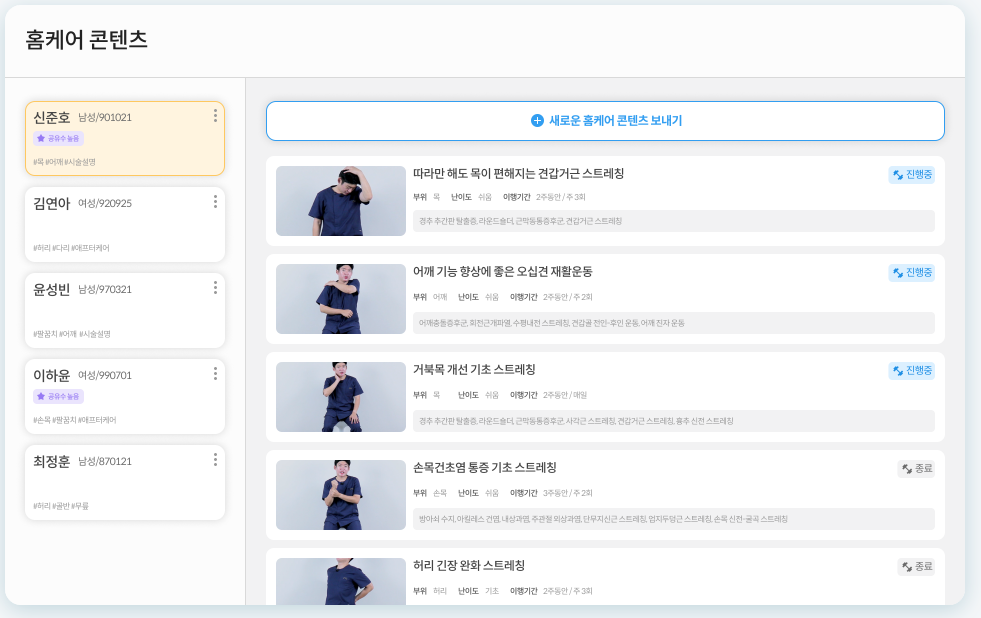 홈케어 콘텐츠
신준호 남성/901021
공유수 높음
#목 #어깨 #시술설명
김연아 여성/920925
#허리 #다리 #애프터케어
윤성빈 남성/970321
#팔꿈치 #어깨 #시술설명
이하윤 여성/990701
공유수 높음
#손목 #팔꿈치 #애프터케어
최정훈 남성/870121
#허리 #골반 #무릎
새로운 홈케어 콘텐츠 보내기
따라만 해도 목이 편해지는 견갑거근 스트레칭
진행중
부위 목 난이도 쉬움 이행기간 2주동안 / 주 3회
경추 추간판 탈출증, 라운드숄더, 근막동통증후군, 견갑거근 스트레칭
어깨 기능 향상에 좋은 오십견 재활운동
진행중
부위 어깨 난이도 쉬움 이행기간 2주동안 / 주 2회
어깨충돌증후군, 회전근개파열, 수평내전 스트레칭, 견갑골 전인-후인 운동, 어깨 진자 운동
거북목 개선 기초 스트레칭
진행중
부위 목 난이도 쉬움 이행기간 2주동안 / 매일
경추 추간판 탈출증, 라운드숄더, 근막동통증후군, 사각근 스트레칭, 견갑거근 스트레칭, 흉추 신전 스트레칭
손목건초염 통증 기초 스트레칭
종료
부위 손목 난이도 쉬움 이행기간 3주동안 / 주 2회
방아쇠 수지, 아킬레스 건염, 내상과염, 주관절 외상과염, 단무지신근 스트레칭, 엄지두덩근 스트레칭, 손목 신전-굴곡 스트레칭
허리 긴장 완화 스트레칭
종료
부위 허리 난이도 기초 이행기간 2주동안 / 주 3회